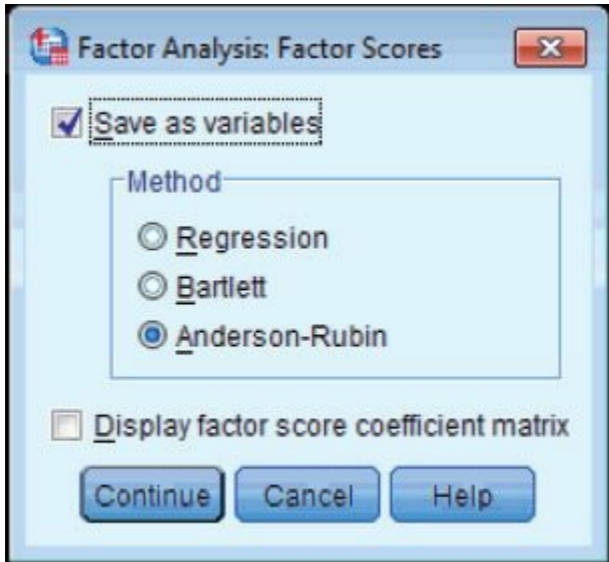 Factor Analysis: Factor Scores
Save as variables
Method
Regression
Bartlett
Anderson-Rubin
Display factor score coefficient matrix
Continue Cancel Help